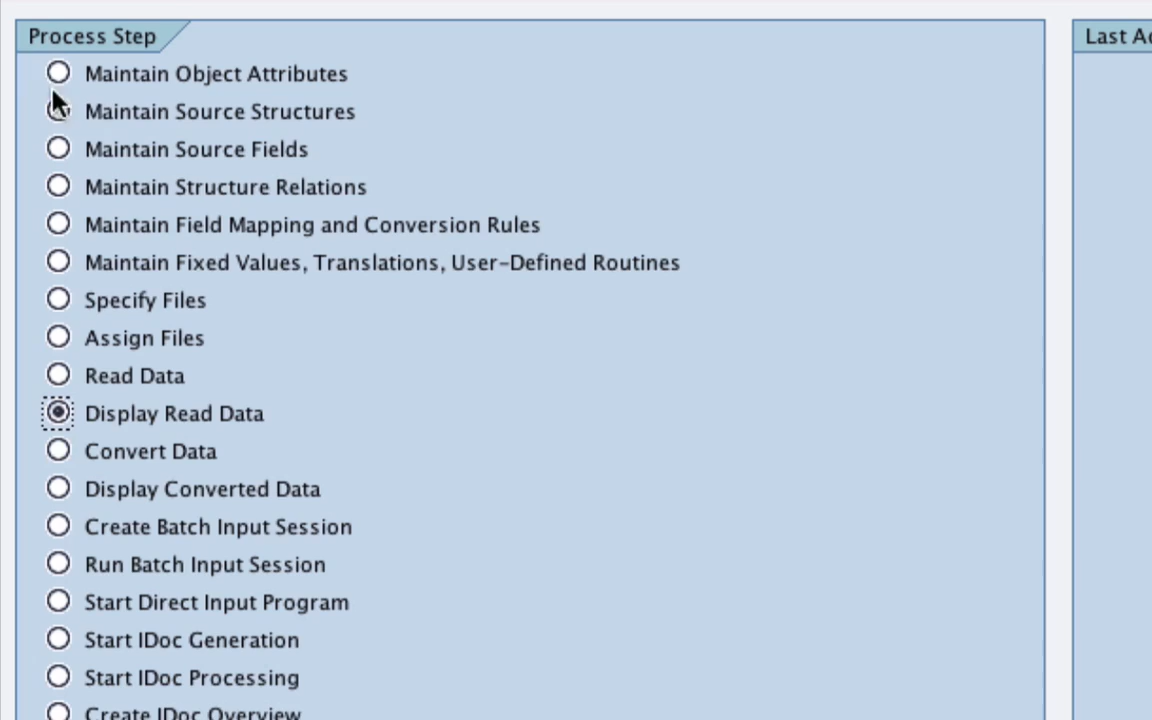 Process Step
Last Ac
Maintain Object Attributes
Maintain Source Structures
Maintain Source Fields
Maintain Structure Relations
Maintain Field Mapping and Conversion Rules
Maintain Fixed Values, Translations, User-Defined Routines
Specify Files
Assign Files
Read Data
Display Read Data
Convert Data
Display Converted Data
Create Batch Input Session
Run Batch Input Session
Start Direct Input Program
Start IDoc Generation
Start IDoc Processing
Create IDoc Overview